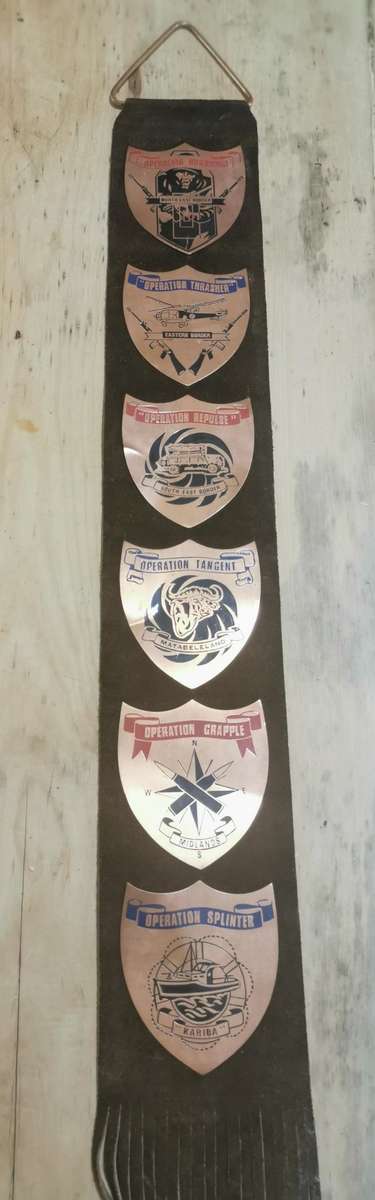 "OPERATION HURRICANE"
NORTH EAST BORDER
"OPERATION THRASHER"
EASTERN BORDER
"OPERATION REPULSE"
SOUTH EAST BORDER
OPERATION TANGENT
MATABELELAND
OPERATION GRAPPLE
N
W E
MIDLANDS
S
OPERATION SPLINTER
KARIBA